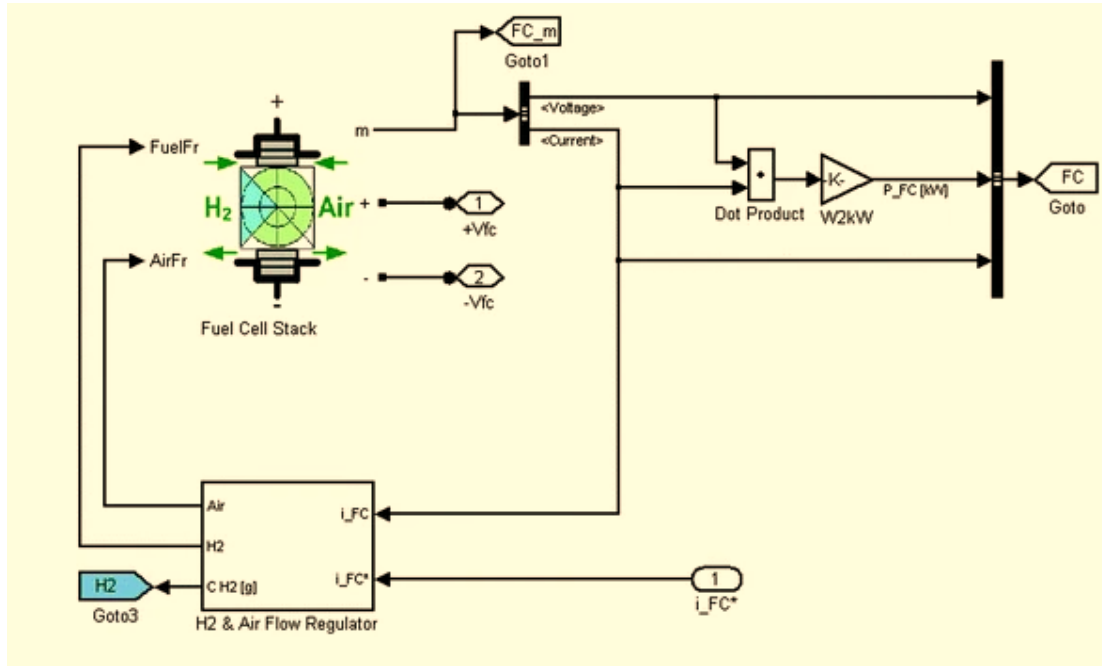 FC_m
Goto1
+
<Voltage>
m
<Current>
FuelFr
H2
Air
+
1
+Vfc
Dot Product
-K-
W2kW
P_FC [kW]
FC
Goto
AirFr
-
2
-Vfc
-
Fuel Cell Stack
Air
i_FC
H2
H2
C H2 [g]
i_FC*
1
i_FC*
Goto3
H2 & Air Flow Regulator